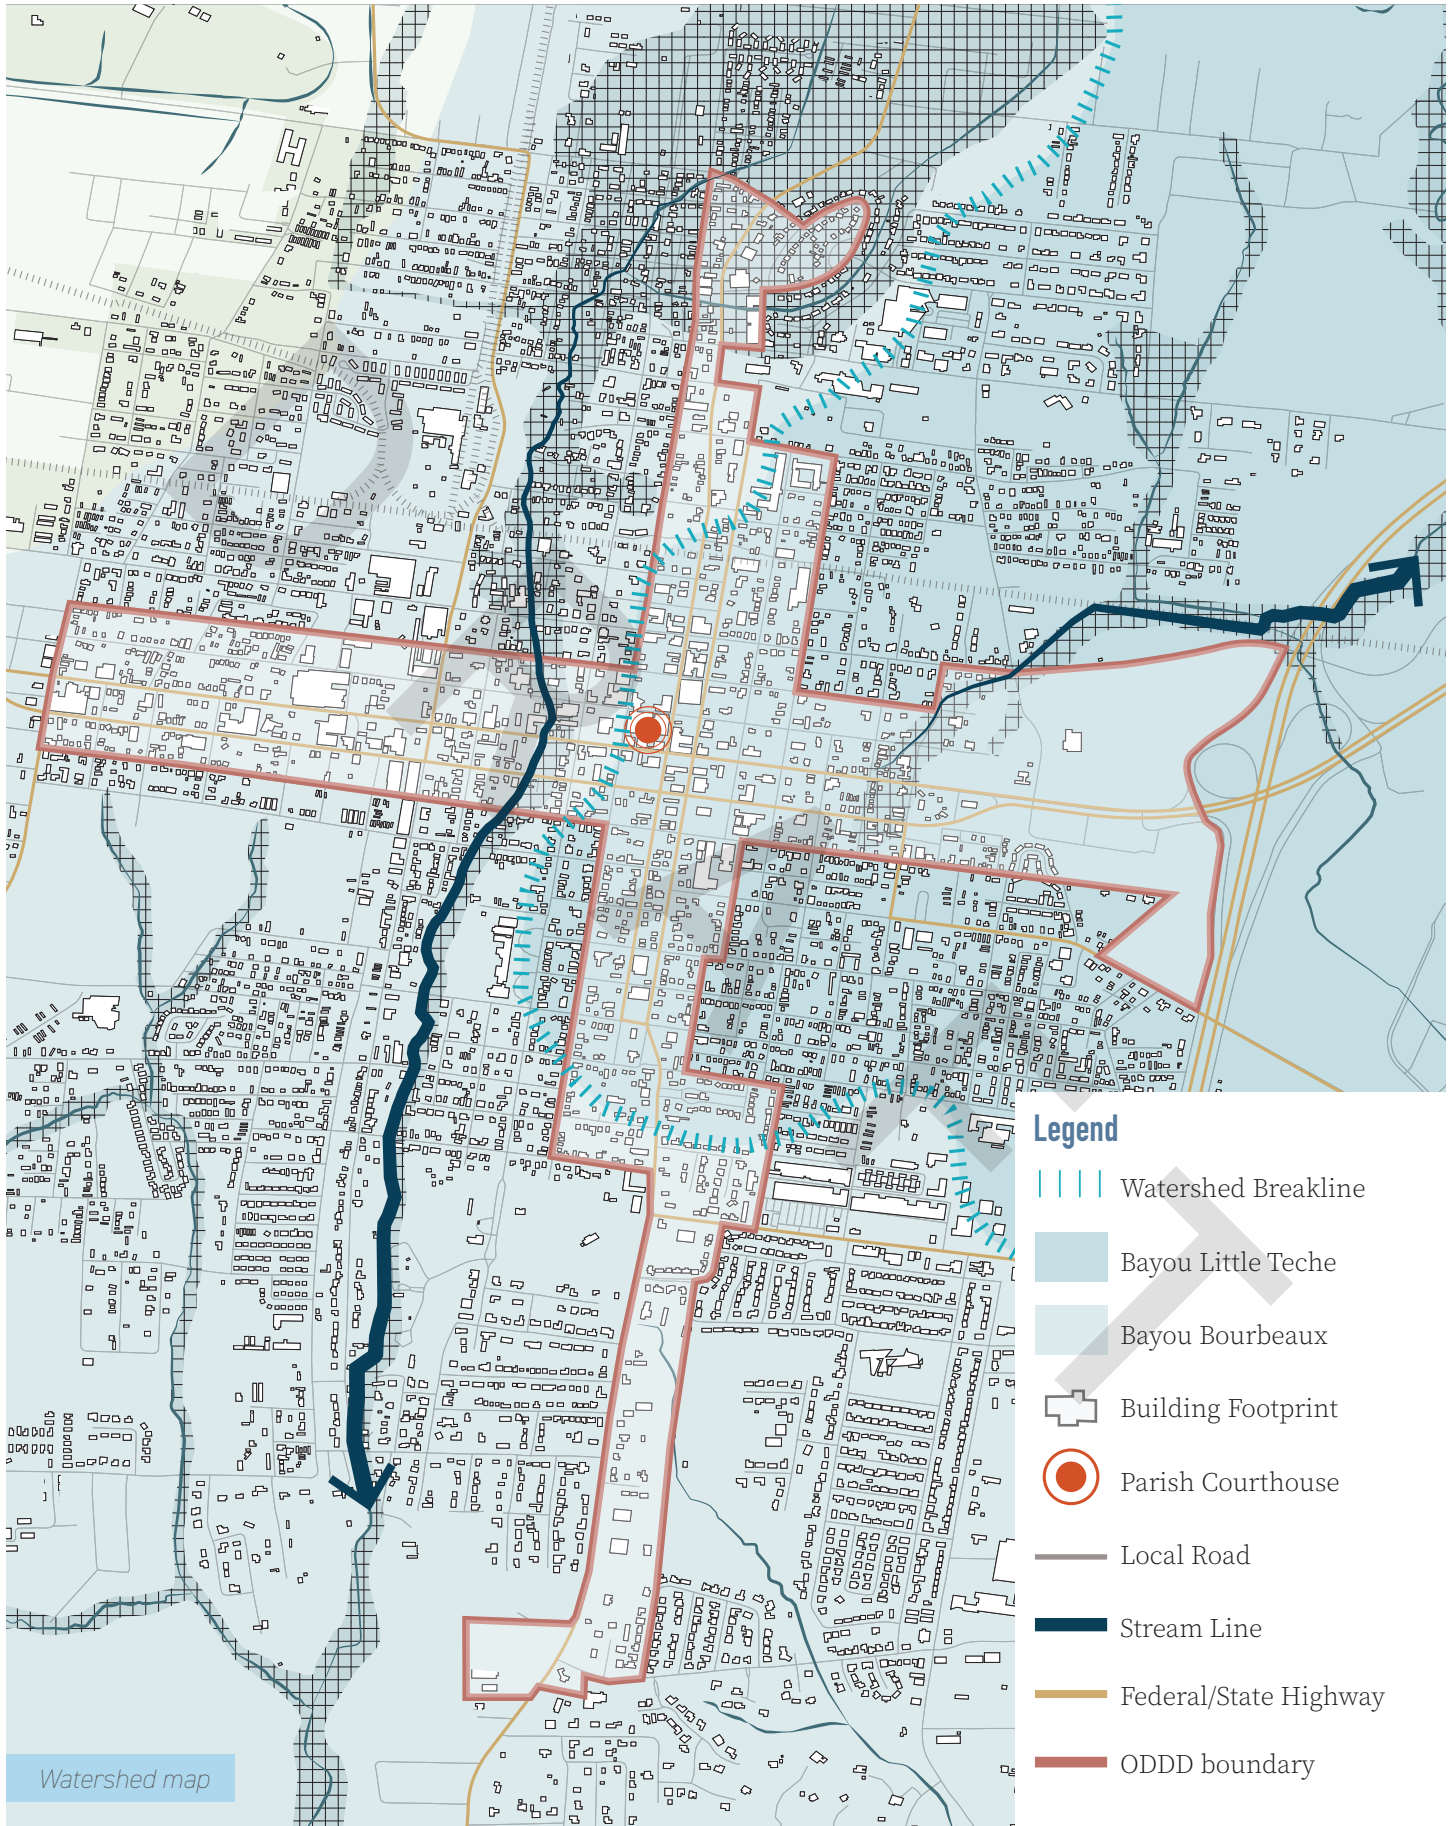 Legend
Watershed Breakline
Bayou Little Teche
Bayou Bourbeaux
Building Footprint
Parish Courthouse
Local Road
Stream Line
Federal/State Highway
ODDD boundary
Watershed map
DRAFT